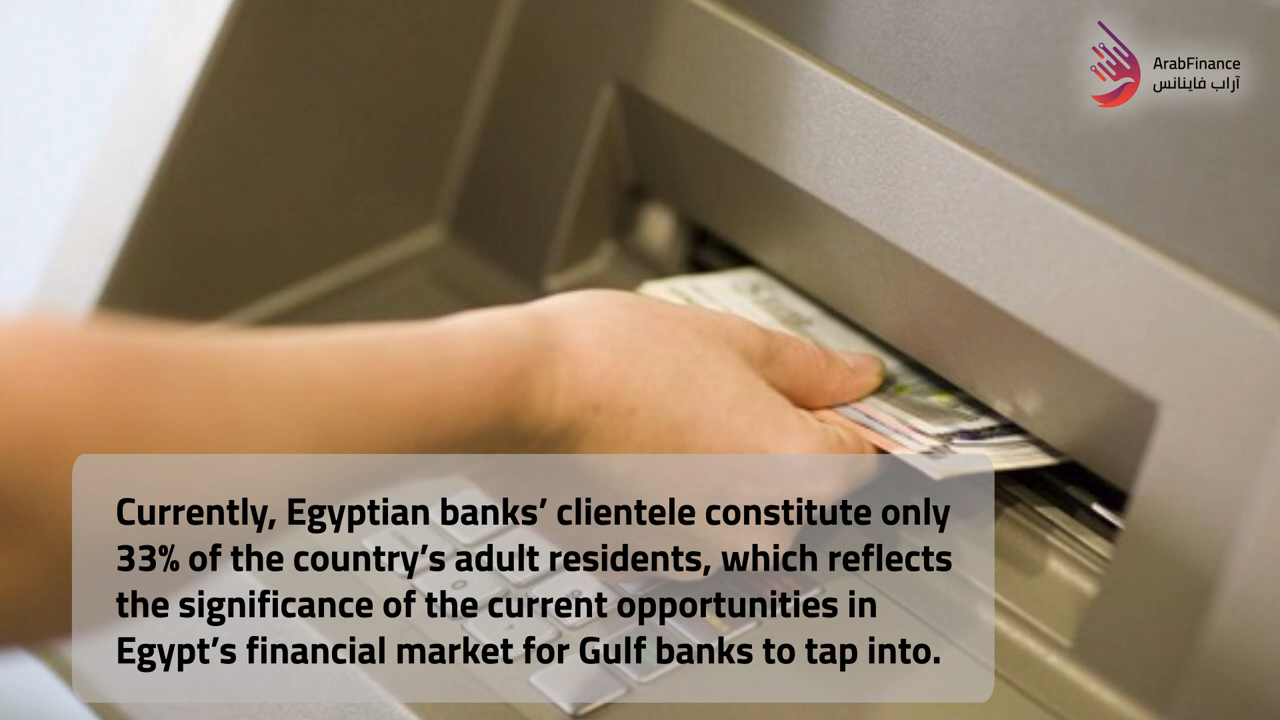 ArabFinance
آراب فاينانس
Currently, Egyptian banks’ clientele constitute only
33% of the country’s adult residents, which reflects
the significance of the current opportunities in
Egypt’s financial market for Gulf banks to tap into.